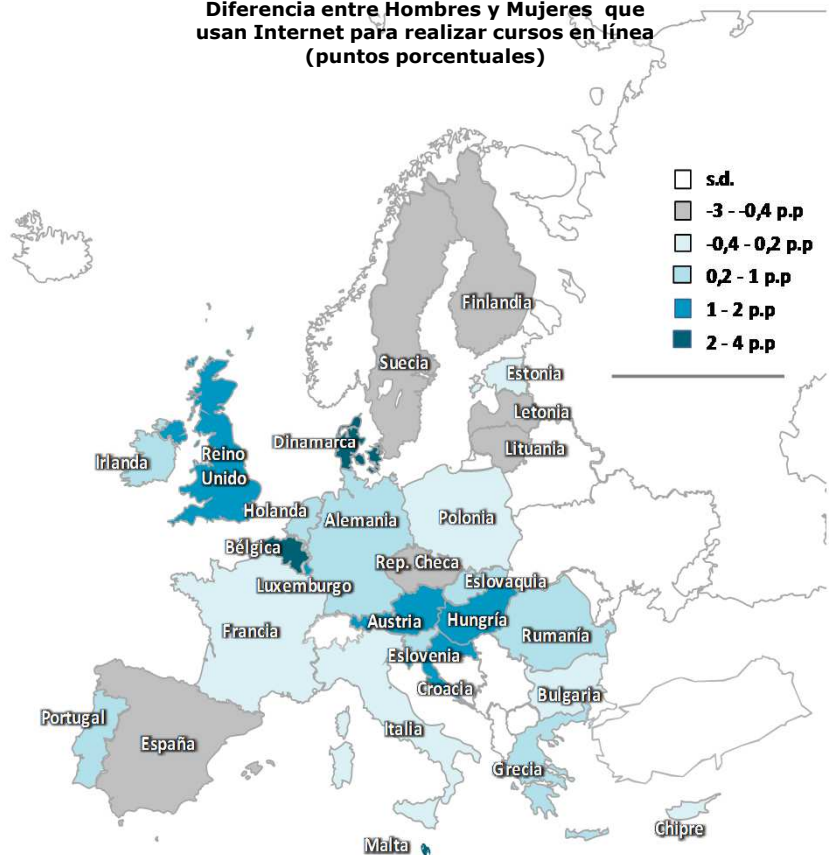 Diferencia entre Hombres y Mujeres que
usan Internet para realizar cursos en línea
(puntos porcentuales)
s.d.
-3 - -0,4 p.p
-0,4 - 0,2 p.p
0,2 - 1 p.p
1 - 2 p.p
2 - 4 p.p
Finlandia
Suecia
Estonia
Letonia
Dinamarca
Lituania
Irlanda
Reino
Unido
Holanda
Alemania
Polonia
Bélgica
Rep. Checa
Luxemburgo
Eslovaquia
Francia
Austria
Hungría
Rumanía
Eslovenia
Croacia
Bulgaria
Portugal
España
Italia
Grecia
Chipre
Malta